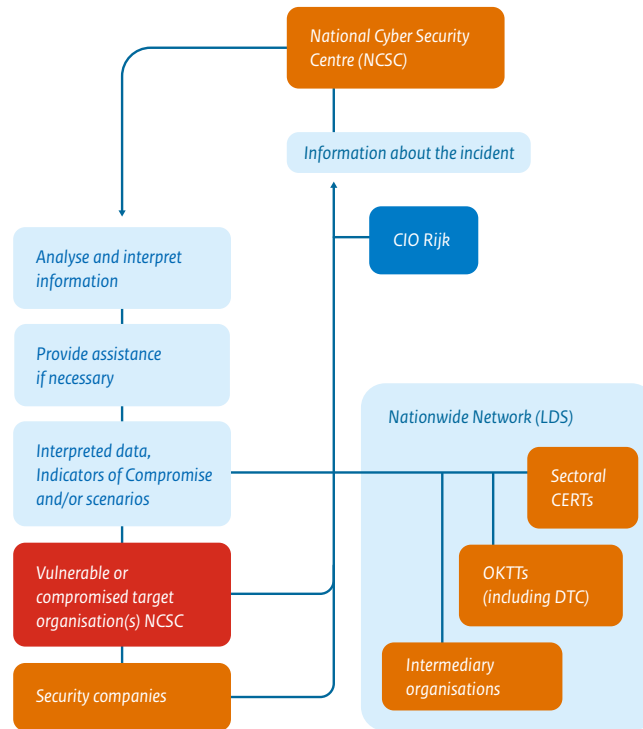 National Cyber Security
Centre (NCSC)
Information about the incident
CIO Rijk
Analyse and interpret
information
Provide assistance
if necessary
Nationwide Network (LDS)
Interpreted data,
Indicators of Compromise
and/or scenarios
Sectoral
CERTs
Vulnerable or
compromised target
organisation(s) NCSC
OKTTs
(including DTC)
Intermediary
organisations
Security companies